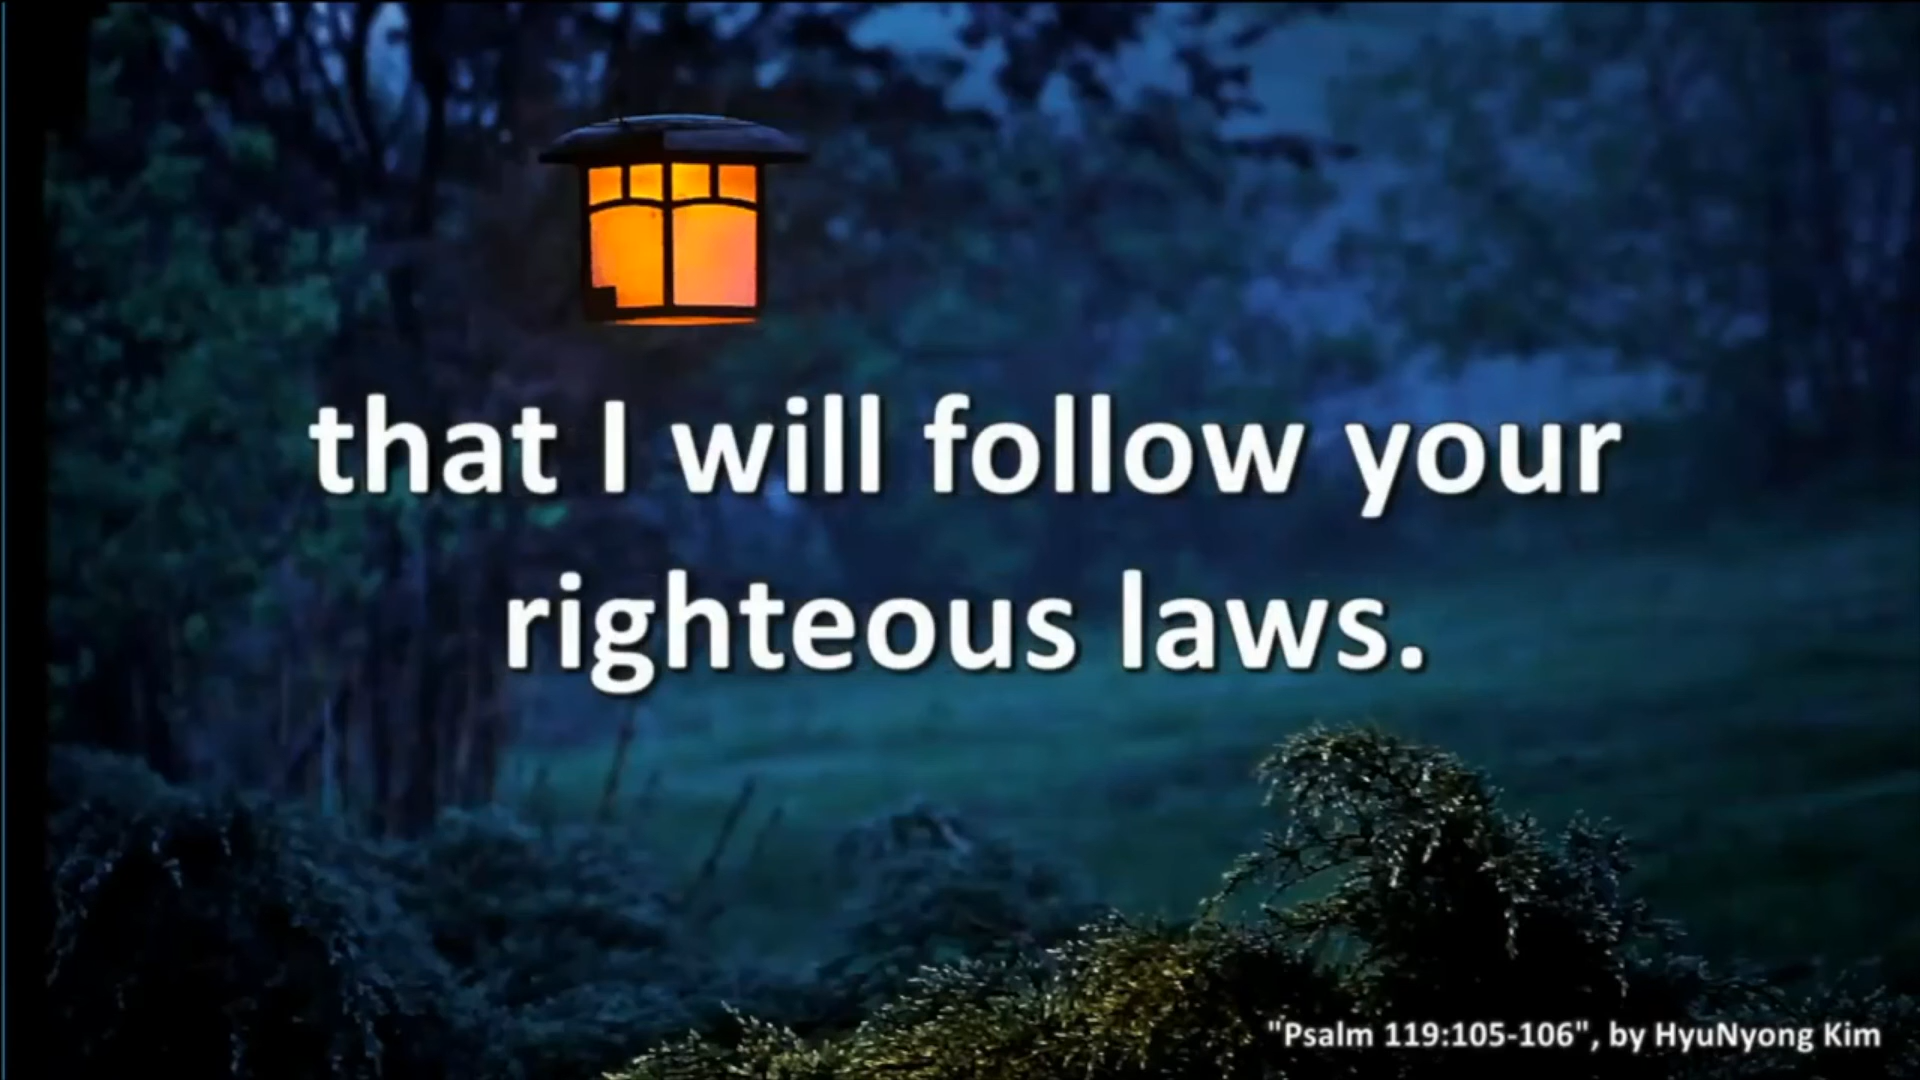 that I will follow your
righteous laws.
"Psalm 119:105-106", by HyuNyong Kim